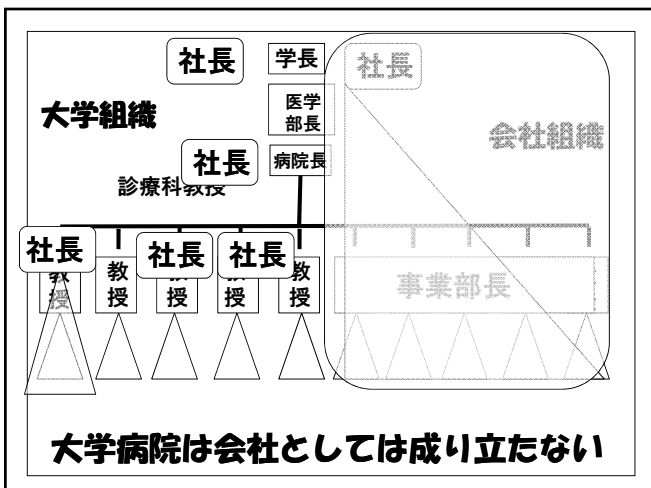 社長
学長
社長
大学組織
医学
部長
会社組織
社長
病院長
診療科教授
社長
社長
社長
教授
教授
教授
教授
教授
事業部長
大学病院は会社としては成り立たない